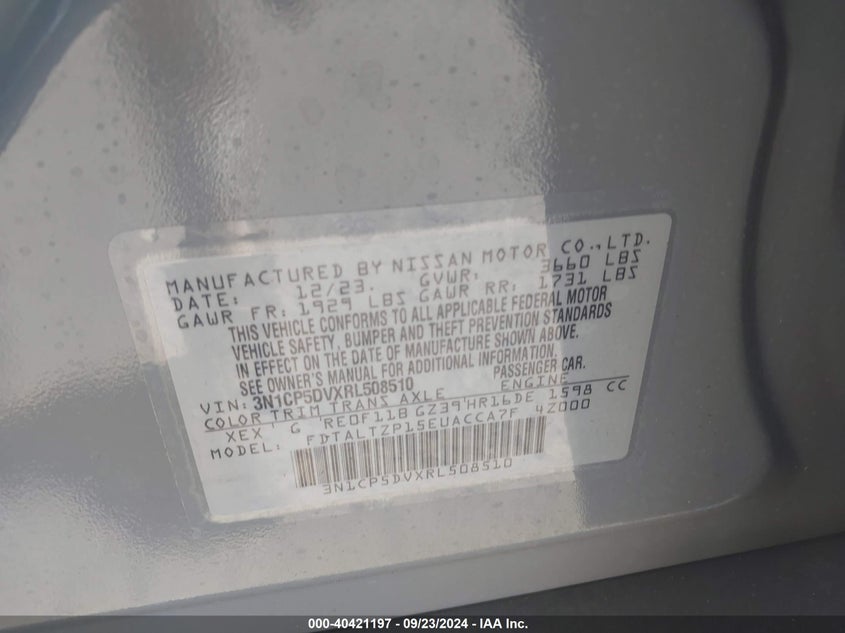 MANUFACTURED BY NISSAN MOTOR CO.,LTD.
DATE: 12/23. GVWR: 3660 LBS
GAWR FR: 1929 LBS GAWR RR: 1731 LBS
THIS VEHICLE CONFORMS TO ALL APPLICABLE FEDERAL MOTOR
VEHICLE SAFETY, BUMPER AND THEFT PREVENTION STANDARDS
IN EFFECT ON THE DATE OF MANUFACTURE SHOWN ABOVE.
SEE OWNER'S MANUAL FOR ADDITIONAL INFORMATION.
VIN: 3N1CP5DVXRL508510 PASSENGER CAR.
COLOR TRIM TRANS AXLE ENGINE
XEX G RE0F11B GZ39 HR16DE 1598 CC
MODEL: FDTALTZP15EUACCA7F 4Z000
3N1CP5DVXRL508510
000-40421197 - 09/23/2024 - IAA Inc.